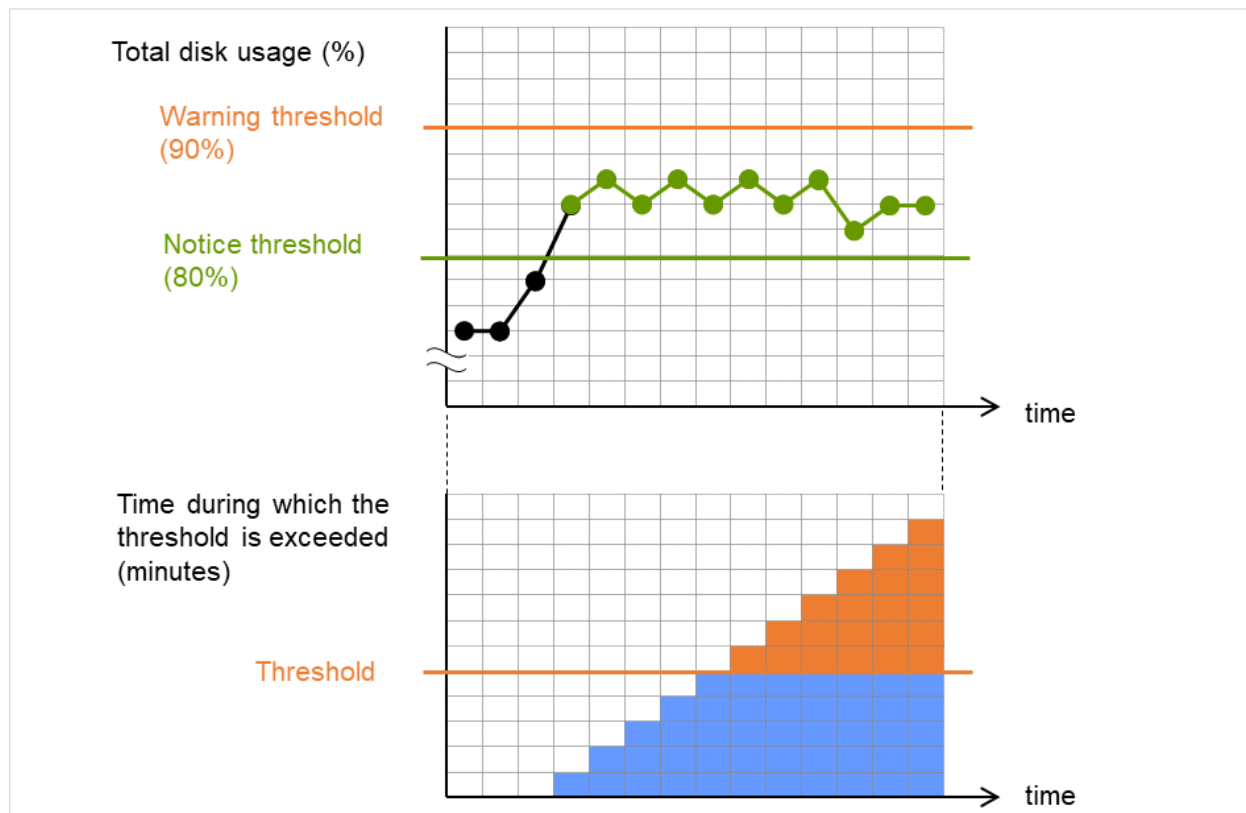 Total disk usage (%)
Warning threshold
(90%)
Notice threshold
(80%)
time
Time during which the
threshold is exceeded
(minutes)
Threshold
time